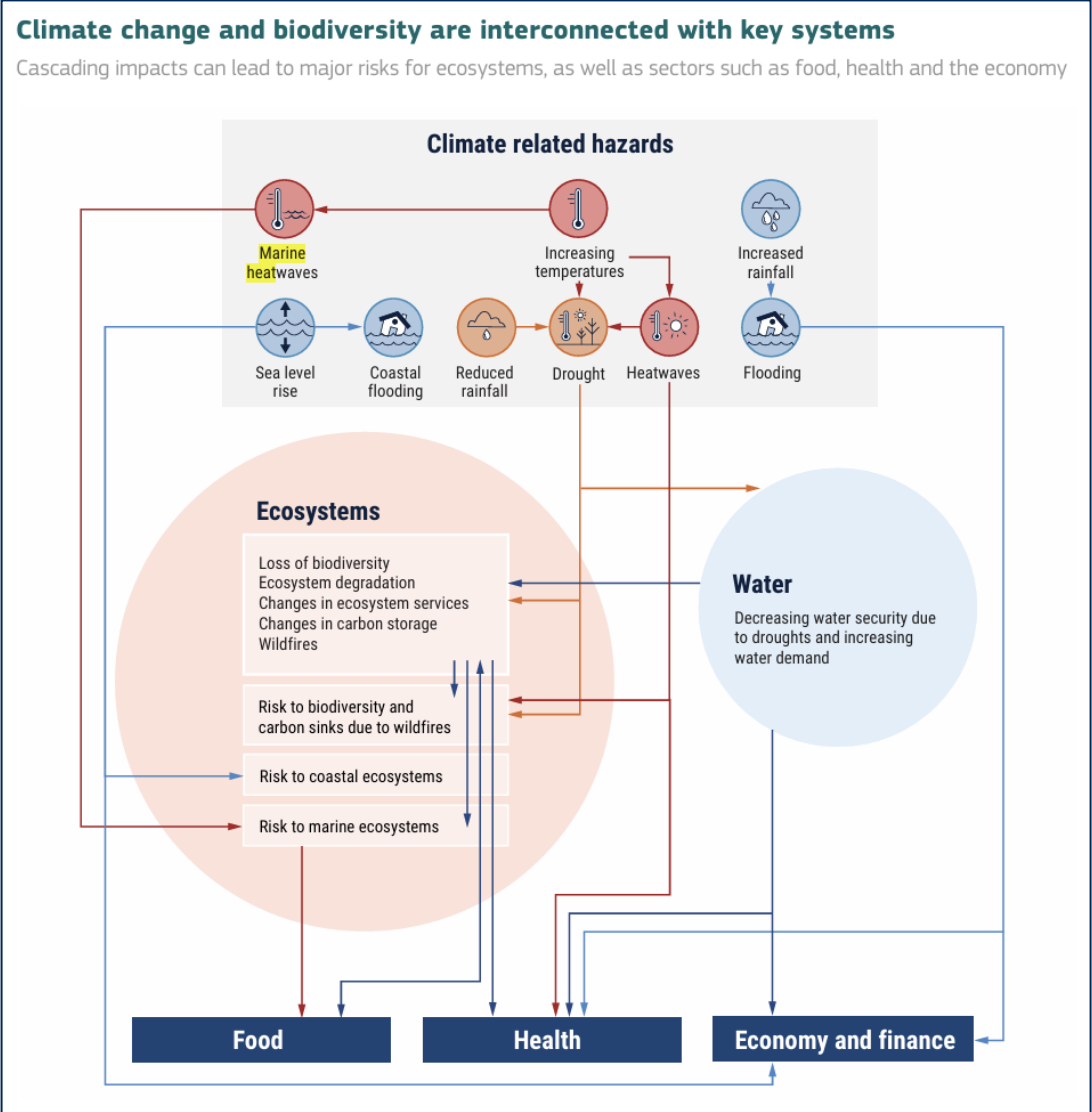 Climate change and biodiversity are interconnected with key systems
Cascading impacts can lead to major risks for ecosystems, as well as sectors such as food, health and the economy
Climate related hazards
Marine
heatwaves
Increasing
temperatures
Increased
rainfall
Sea level
rise
Coastal
flooding
Reduced
rainfall
Drought
Heatwaves
Flooding
Ecosystems
Loss of biodiversity
Ecosystem degradation
Changes in ecosystem services
Changes in carbon storage
Wildfires
Risk to biodiversity and
carbon sinks due to wildfires
Risk to coastal ecosystems
Risk to marine ecosystems
Water
Decreasing water security due
to droughts and increasing
water demand
Food
Health
Economy and finance